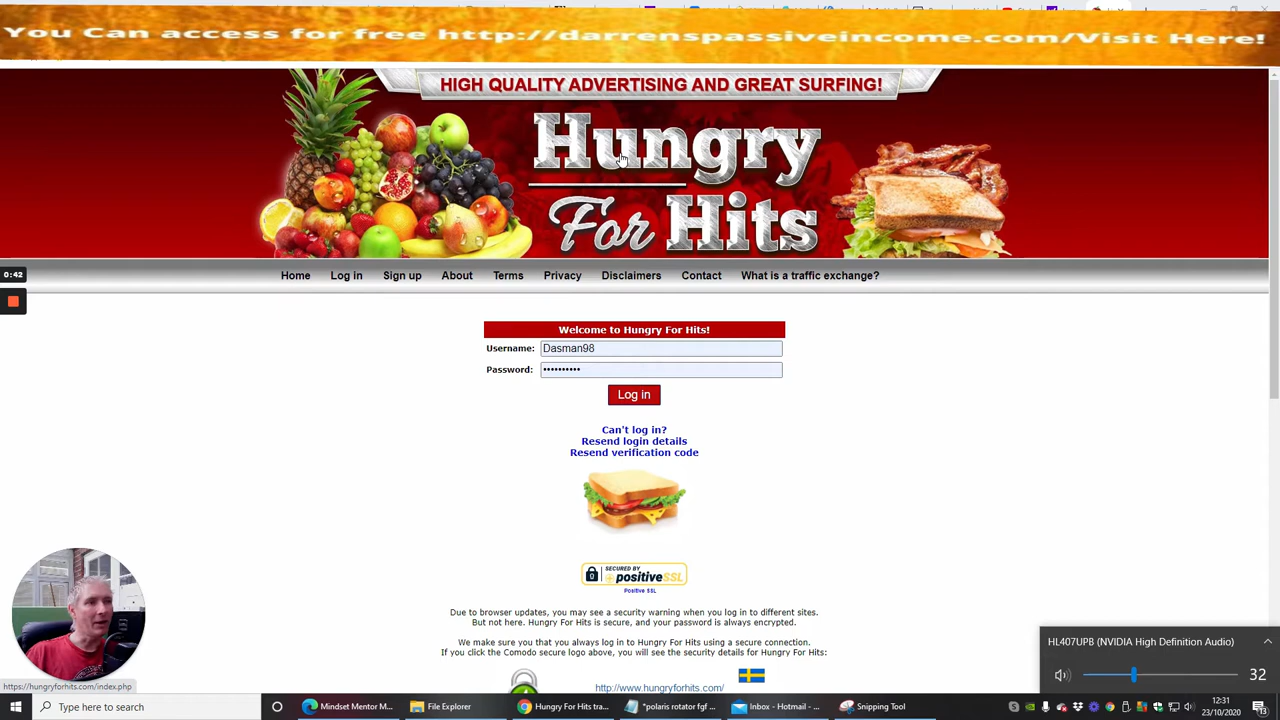 You Can access for free http://darrenspassiveincome.com/Visit Here!
HIGH QUALITY ADVERTISING AND GREAT SURFING!
Hungry
For Hits
Home Log in Sign up About Terms Privacy Disclaimers Contact What is a traffic exchange?
0:42
Welcome to Hungry For Hits!
Username: Dasman98
Password: ••••••••••
Log in
Can't log in?
Resend login details
Resend verification code
SECURED BY
positiveSSL
Positive SSL
Due to browser updates, you may see a security warning when you log in to different sites.
But not here. Hungry For Hits is secure, and your password is always encrypted.
We make sure you that you always log in to Hungry For Hits using a secure connection.
If you click the Comodo secure logo above, you will see the security details for Hungry For Hits:
HL407UPB (NVIDIA High Definition Audio)
32
https://hungryforhits.com/index.php
http://www.hungryforhits.com/
Type here to search
Mindset Mentor M...
File Explorer
Hungry For Hits tra...
*polaris rotator fgf ...
Inbox - Hotmail - ...
Snipping Tool
12:31
23/10/2020